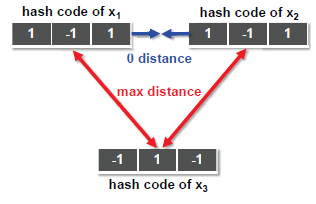 hash code of x1
hash code of x2
1 -1 1
1 -1 1
0 distance
max distance
-1 1 -1
hash code of x3